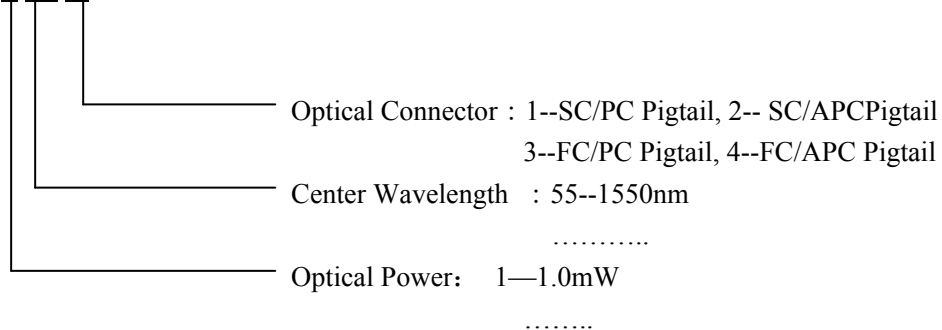 Optical Connector：1--SC/PC Pigtail, 2-- SC/APCPigtail
3--FC/PC Pigtail, 4--FC/APC Pigtail
Center Wavelength ：55--1550nm
………..
Optical Power： 1—1.0mW
……..